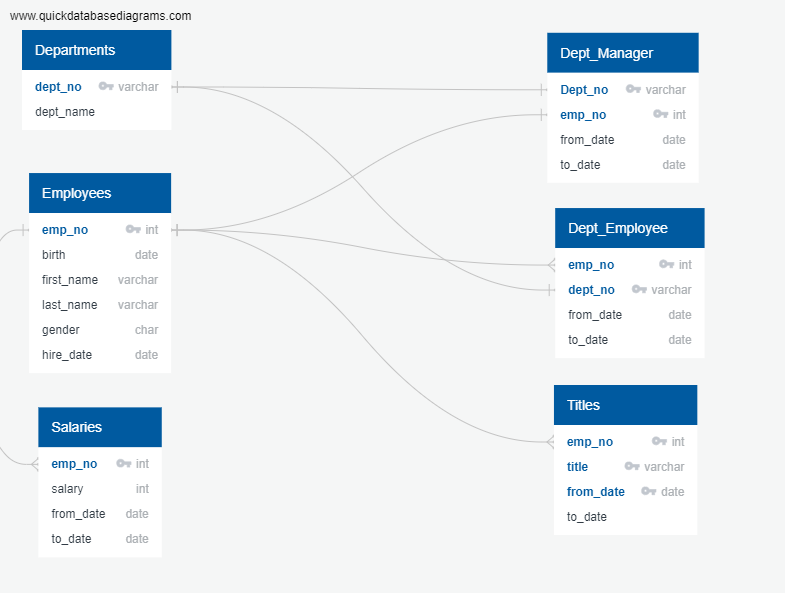 www.quickdatabasediagrams.com
Departments
dept_no varchar
dept_name
Employees
emp_no int
birth date
first_name varchar
last_name varchar
gender char
hire_date date
Salaries
emp_no int
salary int
from_date date
to_date date
Dept_Manager
Dept_no varchar
emp_no int
from_date date
to_date date
Dept_Employee
emp_no int
dept_no varchar
from_date date
to_date date
Titles
emp_no int
title varchar
from_date date
to_date